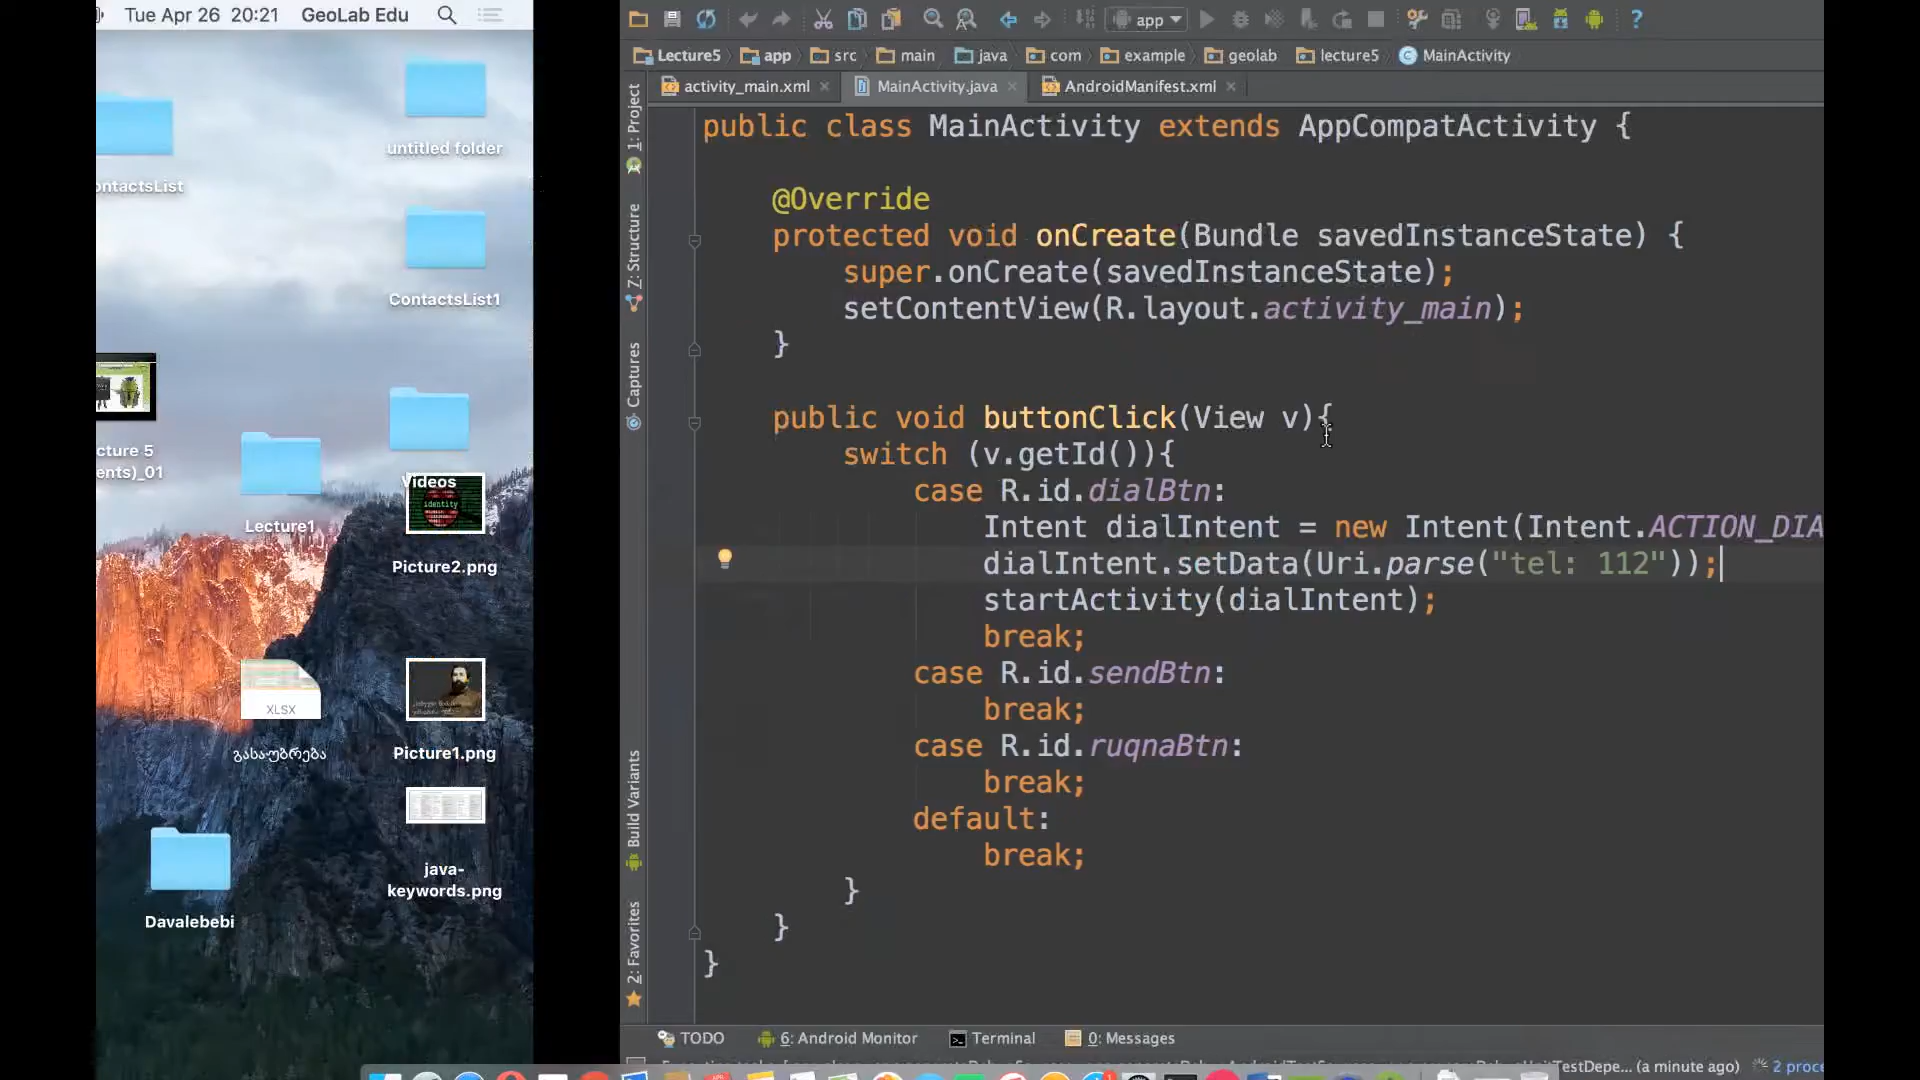 Tue Apr 26 20:21 GeoLab Edu
untitled folder
ontactsList
ContactsList1
cture 5
ents)_01
Videos
identity
Lecture1
Picture2.png
XLSX
გასაუბრება
Picture1.png
java-
keywords.png
Davalebebi
app
Lecture5 app src main java com example geolab lecture5 MainActivity
activity_main.xml MainActivity.java AndroidManifest.xml
1: Project
7: Structure
Captures
Build Variants
2: Favorites
public class MainActivity extends AppCompatActivity {
@Override
protected void onCreate(Bundle savedInstanceState) {
super.onCreate(savedInstanceState);
setContentView(R.layout.activity_main);
}
public void buttonClick(View v){
switch (v.getId()){
case R.id.dialBtn:
Intent dialIntent = new Intent(Intent.ACTION_DIA
dialIntent.setData(Uri.parse("tel: 112"));
startActivity(dialIntent);
break;
case R.id.sendBtn:
break;
case R.id.ruqnaBtn:
break;
default:
break;
}
}
}
TODO 6: Android Monitor Terminal 0: Messages
TestDepe... (a minute ago) 2 proce